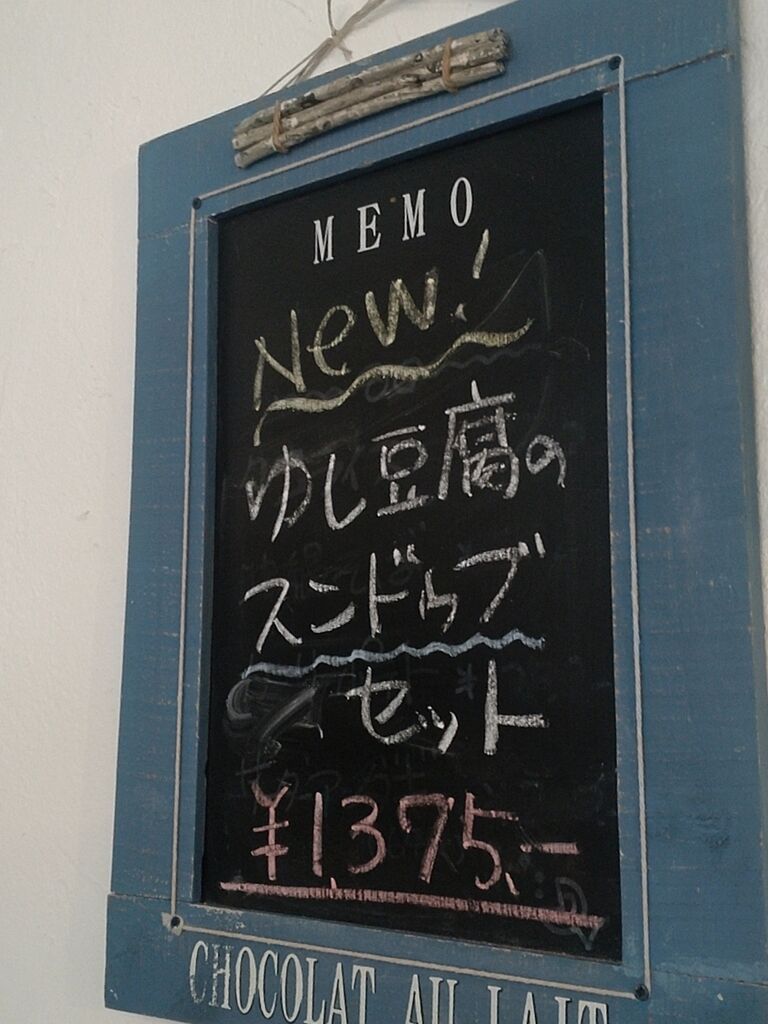 MEMO
New!
ゆし豆腐の
スンドゥブ
セット
¥1375.-
CHOCOLAT AU LAIT